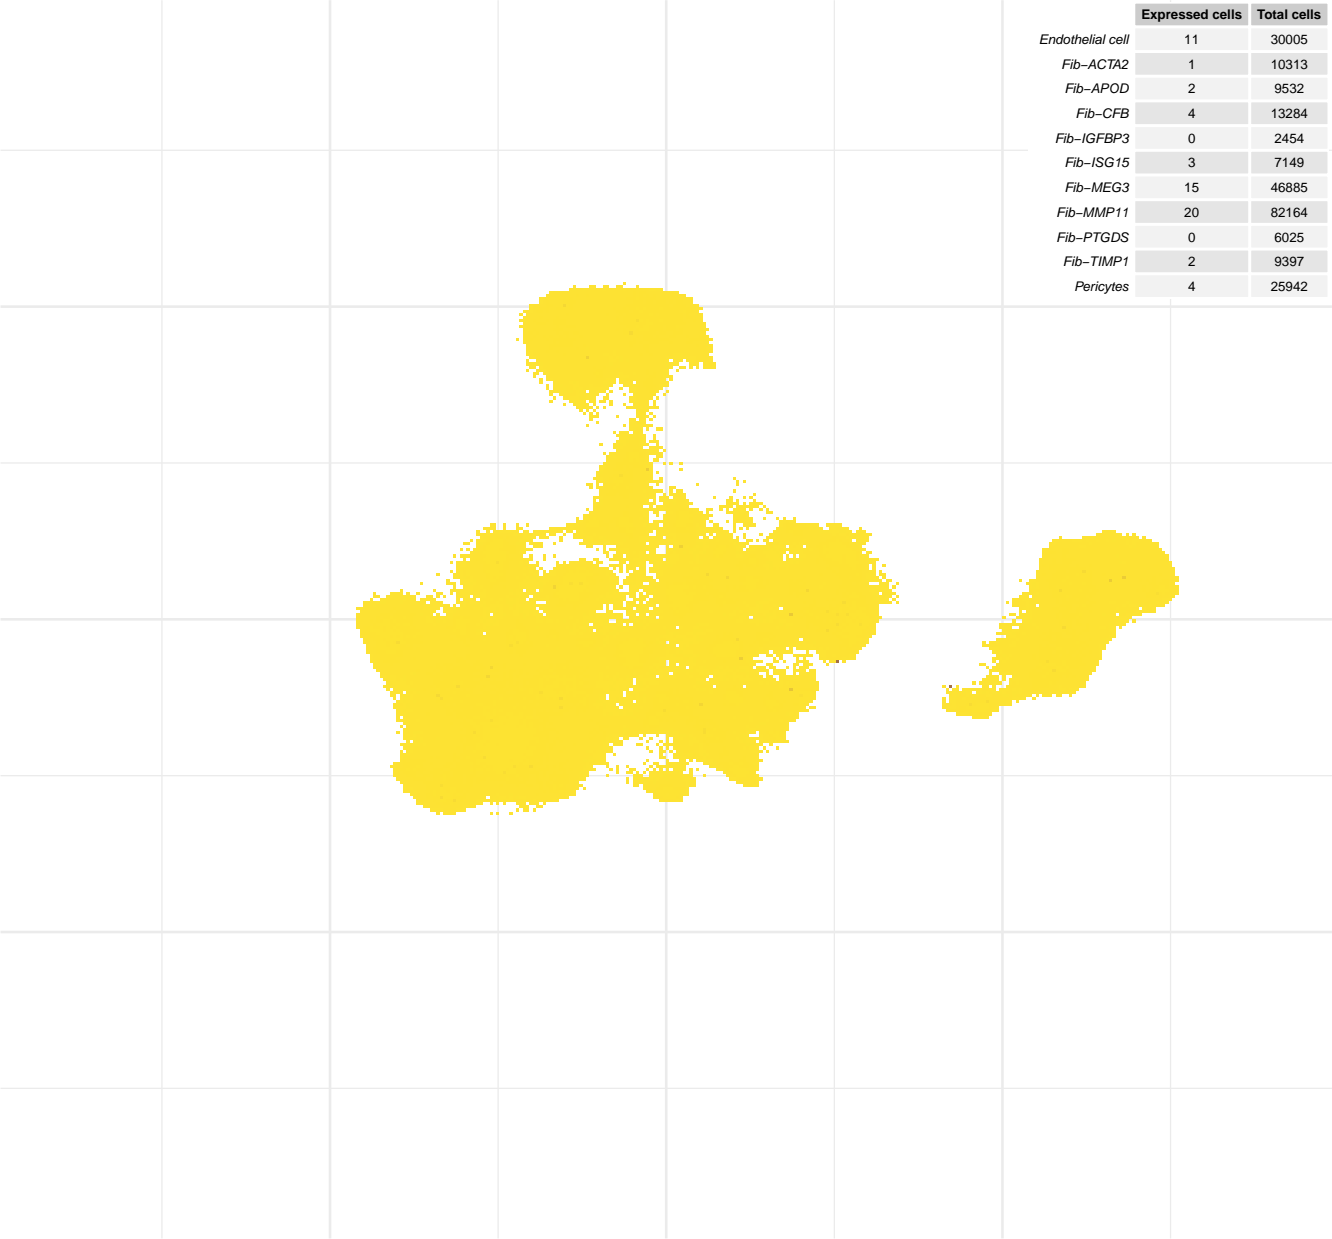 Expressed cells Total cells
Endothelial cell 11 30005
Fib−ACTA2 1 10313
Fib−APOD 2 9532
Fib−CFB 4 13284
Fib−IGFBP3 0 2454
Fib−ISG15 3 7149
Fib−MEG3 15 46885
Fib−MMP11 20 82164
Fib−PTGDS 0 6025
Fib−TIMP1 2 9397
Pericytes 4 25942